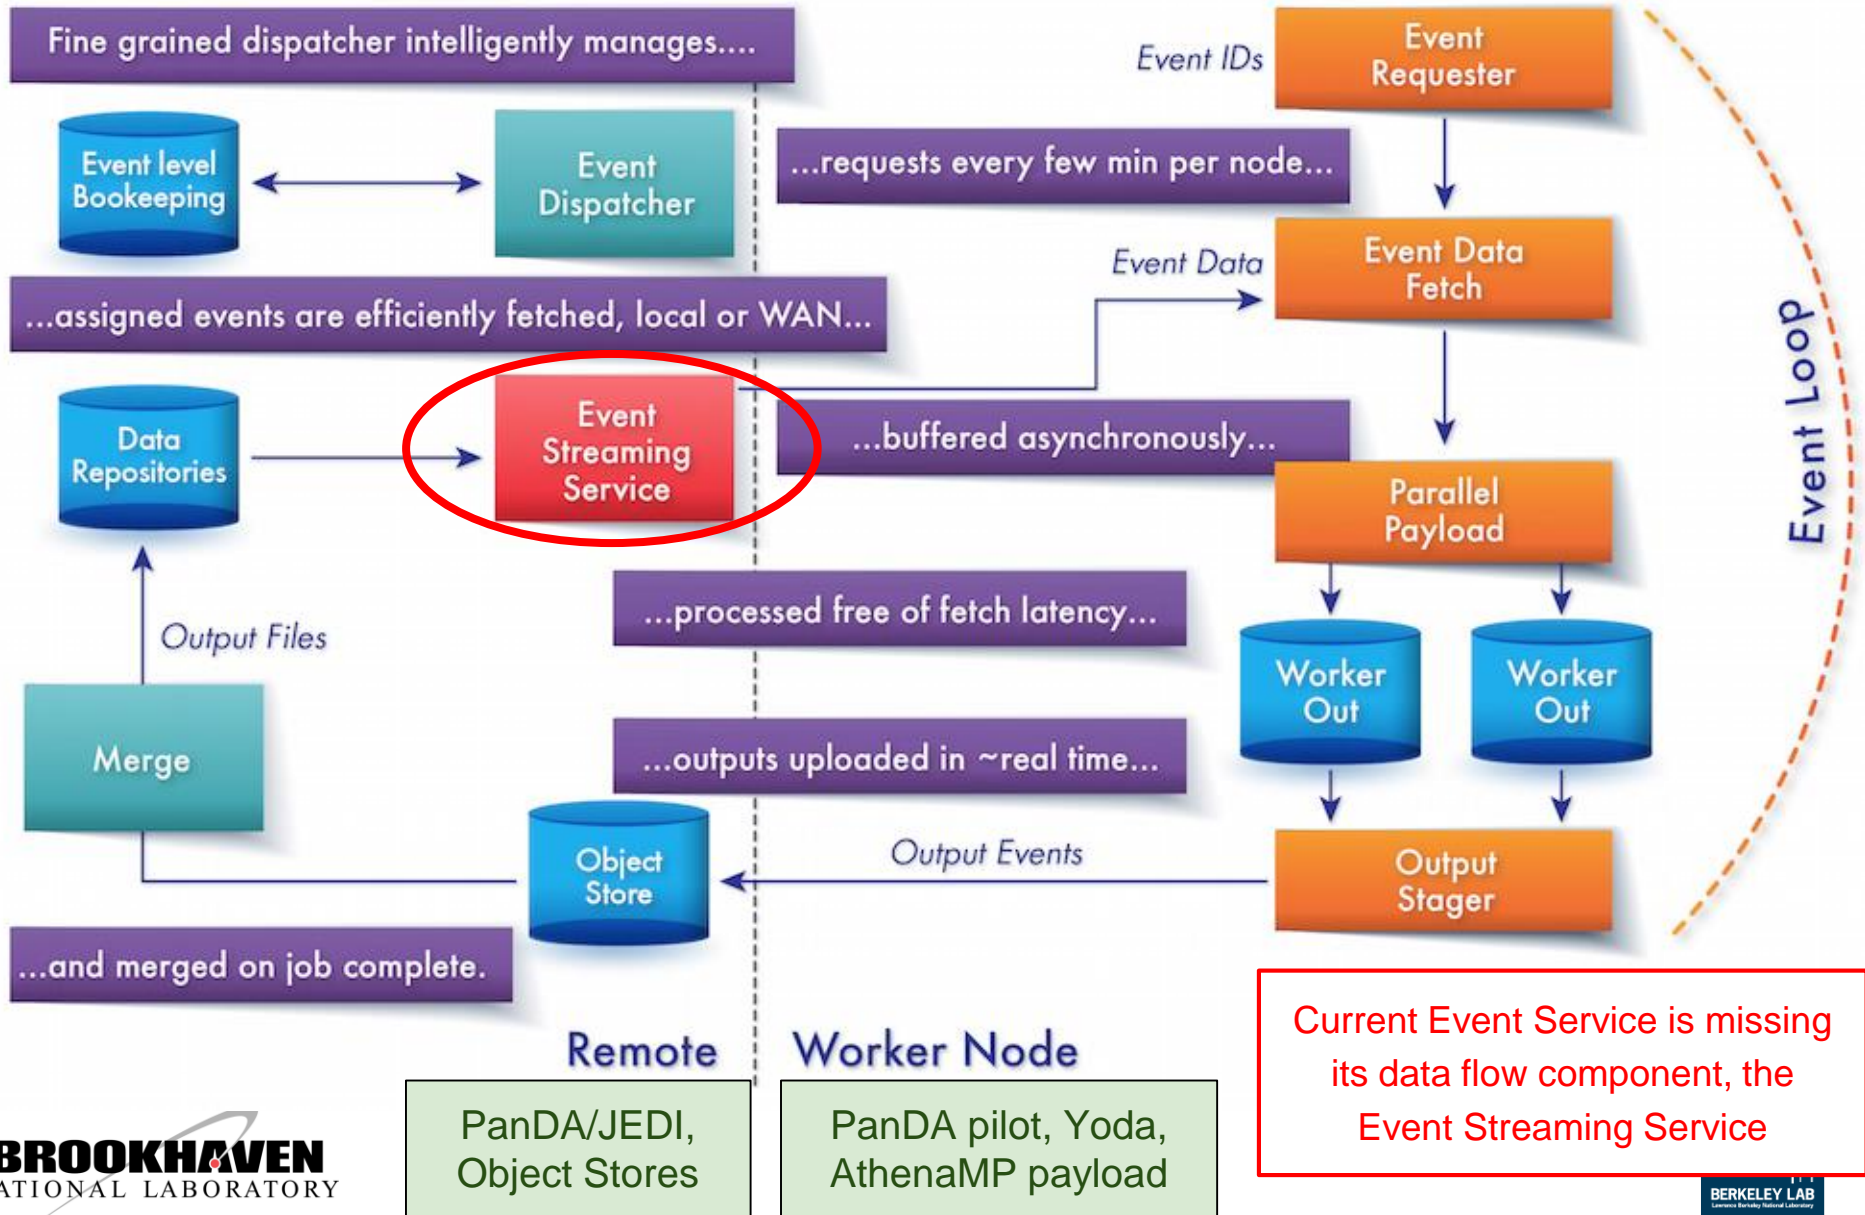 Fine grained dispatcher intelligently manages....
Event IDs
Event
Requester
Event level
Bookeeping
Event
Dispatcher
...requests every few min per node...
Event Data
Event Data
Fetch
...assigned events are efficiently fetched, local or WAN...
Data
Repositories
Event
Streaming
Service
...buffered asynchronously...
Parallel
Payload
Event Loop
...processed free of fetch latency...
Output Files
Worker
Out
Worker
Out
Merge
...outputs uploaded in ~real time...
Object
Store
Output Events
Output
Stager
...and merged on job complete.
Remote
Worker Node
Current Event Service is missing
its data flow component, the
Event Streaming Service
PanDA/JEDI,
Object Stores
PanDA pilot, Yoda,
AthenaMP payload
BROOKHAVEN
ATIONAL LABORATORY
BERKELEY LAB
Lawrence Berkeley National Laboratory